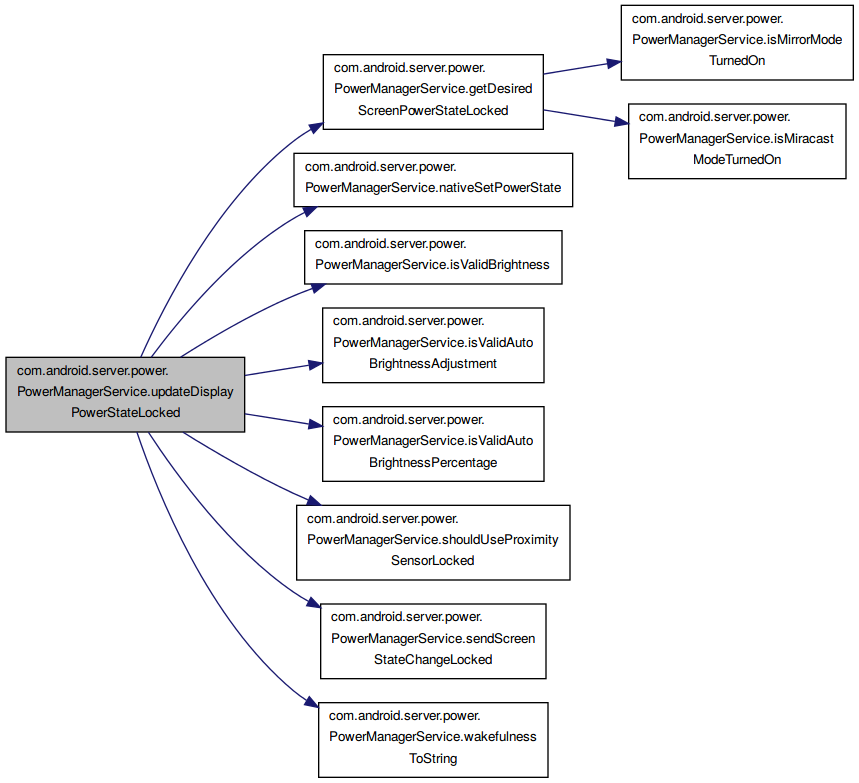 com.android.server.power.
PowerManagerService.updateDisplay
PowerStateLocked
com.android.server.power.
PowerManagerService.getDesired
ScreenPowerStateLocked
com.android.server.power.
PowerManagerService.nativeSetPowerState
com.android.server.power.
PowerManagerService.isValidBrightness
com.android.server.power.
PowerManagerService.isValidAuto
BrightnessAdjustment
com.android.server.power.
PowerManagerService.isValidAuto
BrightnessPercentage
com.android.server.power.
PowerManagerService.shouldUseProximity
SensorLocked
com.android.server.power.
PowerManagerService.sendScreen
StateChangeLocked
com.android.server.power.
PowerManagerService.wakefulness
ToString
com.android.server.power.
PowerManagerService.isMirrorMode
TurnedOn
com.android.server.power.
PowerManagerService.isMiracast
ModeTurnedOn